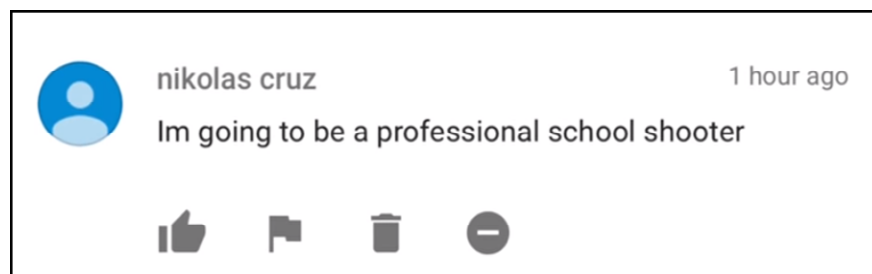 nikolas cruz 1 hour ago
Im going to be a professional school shooter